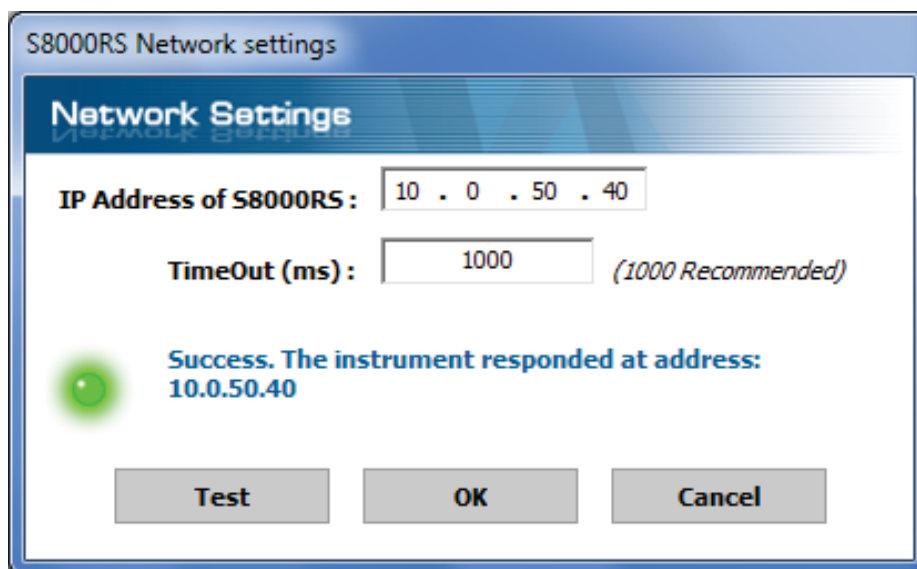 S8000RS Network settings
Network Settings
IP Address of S8000RS : 10 . 0 . 50 . 40
TimeOut (ms) : 1000 (1000 Recommended)
Success. The instrument responded at address:
10.0.50.40
Test OK Cancel